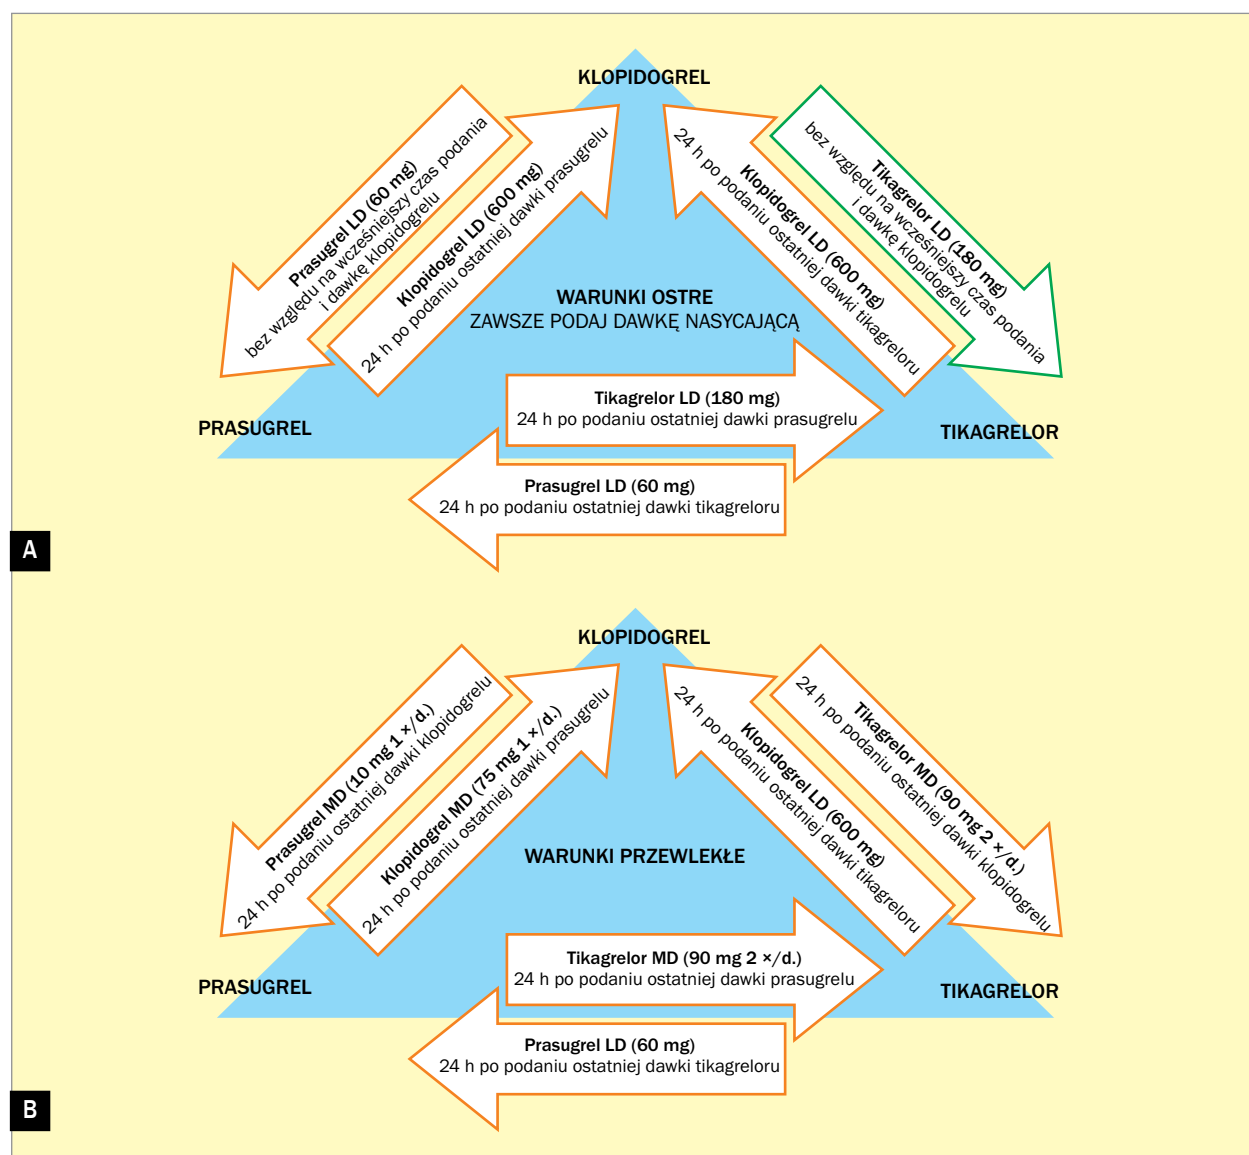 KLOPIDOGREL
Prasugrel LD (60 mg)
bez względu na wcześniejszy czas podania
i dawkę klopidogrelu
Klopidogrel LD (600 mg)
24 h po podaniu ostatniej dawki prasugrelu
Klopidogrel LD (600 mg)
24 h po podaniu ostatniej dawki tikagreloru
Tikagrelor LD (180 mg)
bez względu na wcześniejszy czas podania
i dawkę klopidogrelu
WARUNKI OSTRE
ZAWSZE PODAJ DAWKĘ NASYCAJĄCĄ
Tikagrelor LD (180 mg)
24 h po podaniu ostatniej dawki prasugrelu
PRASUGREL
TIKAGRELOR
Prasugrel LD (60 mg)
24 h po podaniu ostatniej dawki tikagreloru
A
KLOPIDOGREL
Prasugrel MD (10 mg 1 ×/d.)
24 h po podaniu ostatniej dawki klopidogrelu
Klopidogrel MD (75 mg 1 ×/d.)
24 h po podaniu ostatniej dawki prasugrelu
Klopidogrel LD (600 mg)
24 h po podaniu ostatniej dawki tikagreloru
Tikagrelor MD (90 mg 2 ×/d.)
24 h po podaniu ostatniej dawki klopidogrelu
WARUNKI PRZEWLEKŁE
Tikagrelor MD (90 mg 2 ×/d.)
24 h po podaniu ostatniej dawki prasugrelu
PRASUGREL
TIKAGRELOR
Prasugrel LD (60 mg)
24 h po podaniu ostatniej dawki tikagreloru
B